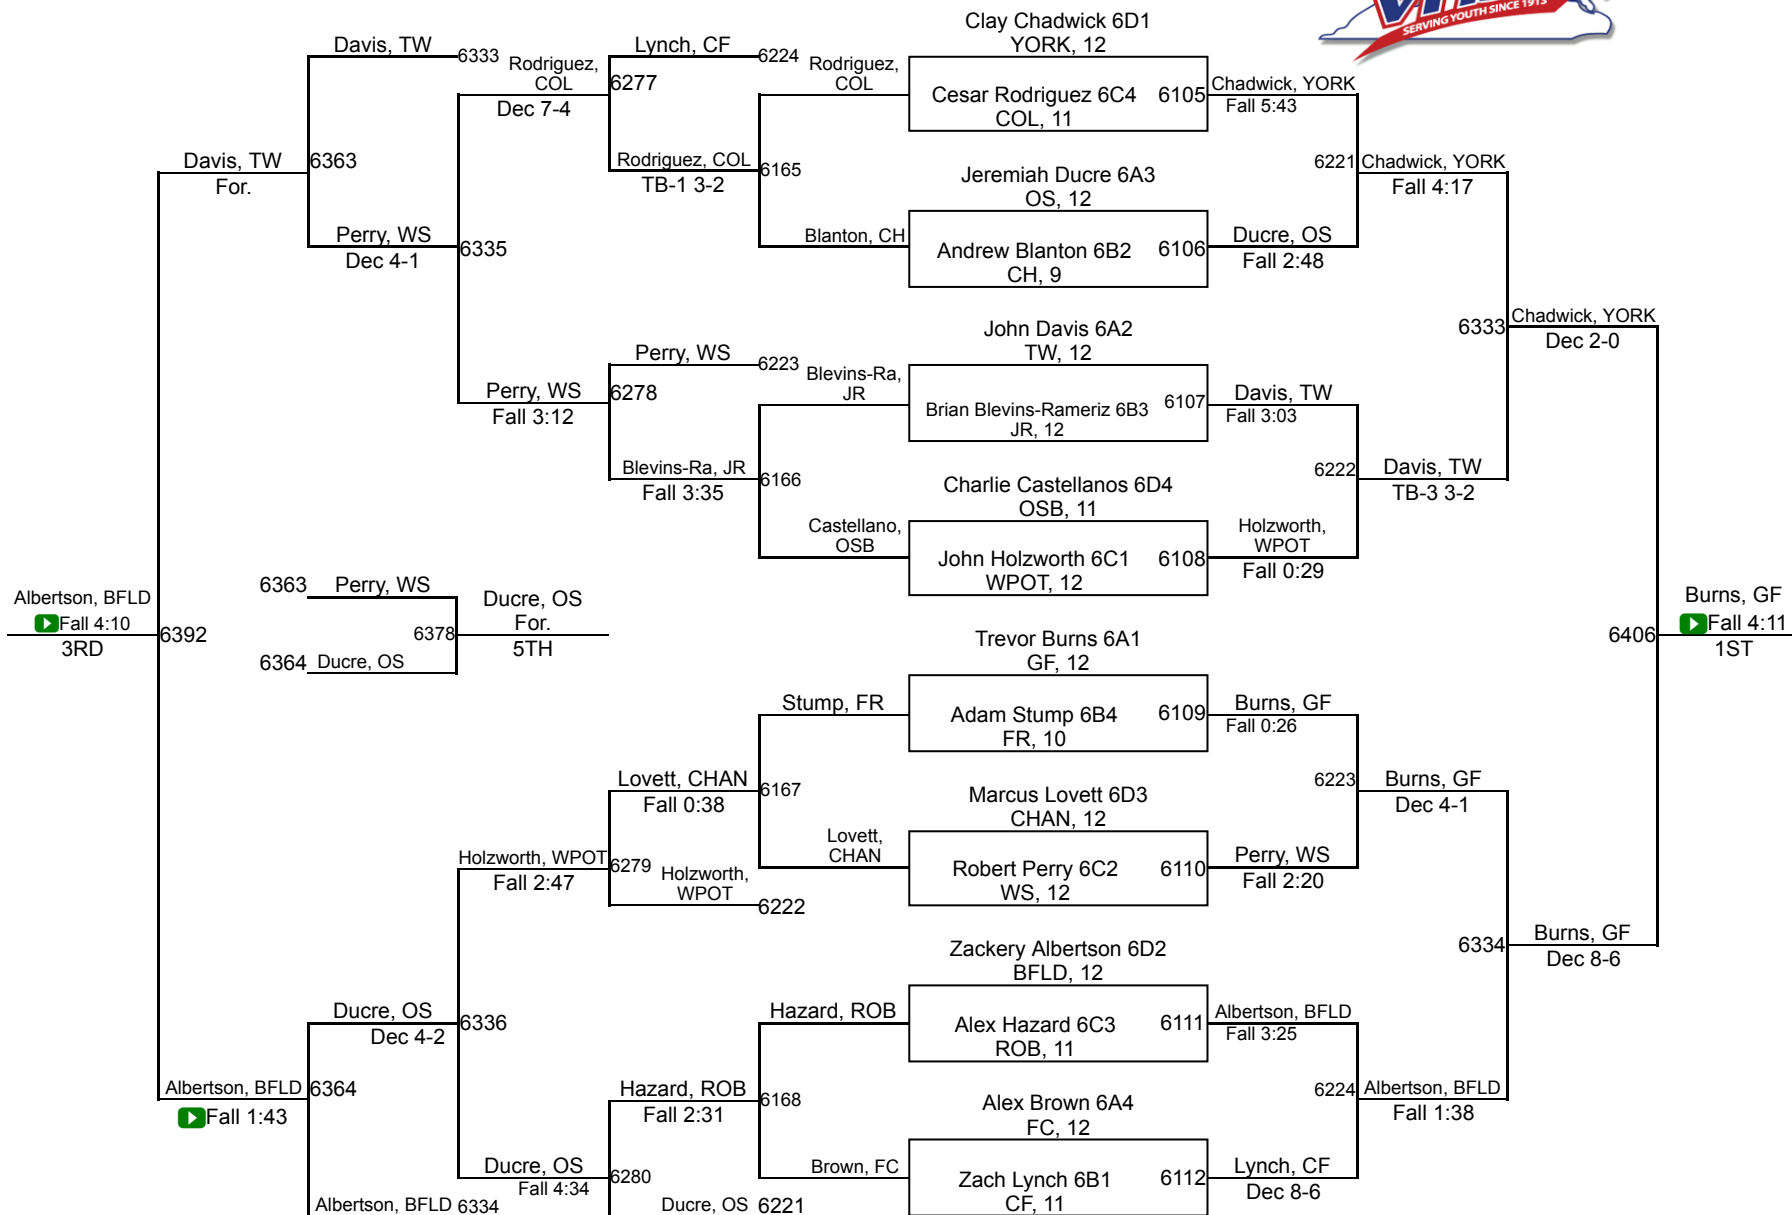 SERVING YOUTH SINCE 1913
Clay Chadwick 6D1
YORK, 12
Davis, TW
6333
Rodriguez,
COL
Dec 7-4
Lynch, CF
6277
6224
Rodriguez,
COL
Cesar Rodriguez 6C4
COL, 11
6105
Chadwick, YORK
Fall 5:43
Davis, TW
For.
6363
Rodriguez, COL
TB-1 3-2
6165
Jeremiah Ducre 6A3
OS, 12
6221
Chadwick, YORK
Fall 4:17
Perry, WS
Dec 4-1
6335
Blanton, CH
Andrew Blanton 6B2
CH, 9
6106
Ducre, OS
Fall 2:48
John Davis 6A2
TW, 12
6333
Chadwick, YORK
Dec 2-0
Perry, WS
6223
Perry, WS
Fall 3:12
6278
Blevins-Ra,
JR
Brian Blevins-Rameriz 6B3
JR, 12
6107
Davis, TW
Fall 3:03
Blevins-Ra, JR
Fall 3:35
6166
Charlie Castellanos 6D4
OSB, 11
6222
Davis, TW
TB-3 3-2
Castellano,
OSB
John Holzworth 6C1
WPOT, 12
6108
Holzworth,
WPOT
Fall 0:29
Albertson, BFLD
Fall 4:10
3RD
6392
6363
Perry, WS
6378
6364
Ducre, OS
Ducre, OS
For.
5TH
6406
Burns, GF
Fall 4:11
1ST
Trevor Burns 6A1
GF, 12
Stump, FR
Adam Stump 6B4
FR, 10
6109
Burns, GF
Fall 0:26
Lovett, CHAN
Fall 0:38
6167
Marcus Lovett 6D3
CHAN, 12
6223
Burns, GF
Dec 4-1
Holzworth, WPOT
Fall 2:47
6279
Holzworth,
WPOT
6222
Lovett,
CHAN
Robert Perry 6C2
WS, 12
6110
Perry, WS
Fall 2:20
Zackery Albertson 6D2
BFLD, 12
6334
Burns, GF
Dec 8-6
Ducre, OS
Dec 4-2
6336
Hazard, ROB
Alex Hazard 6C3
ROB, 11
6111
Albertson, BFLD
Fall 3:25
Albertson, BFLD
Fall 1:43
6364
Hazard, ROB
Fall 2:31
6168
Alex Brown 6A4
FC, 12
6224
Albertson, BFLD
Fall 1:38
Ducre, OS
Fall 4:34
6280
Brown, FC
Zach Lynch 6B1
CF, 11
6112
Lynch, CF
Dec 8-6
Albertson, BFLD
6334
Ducre, OS
6221